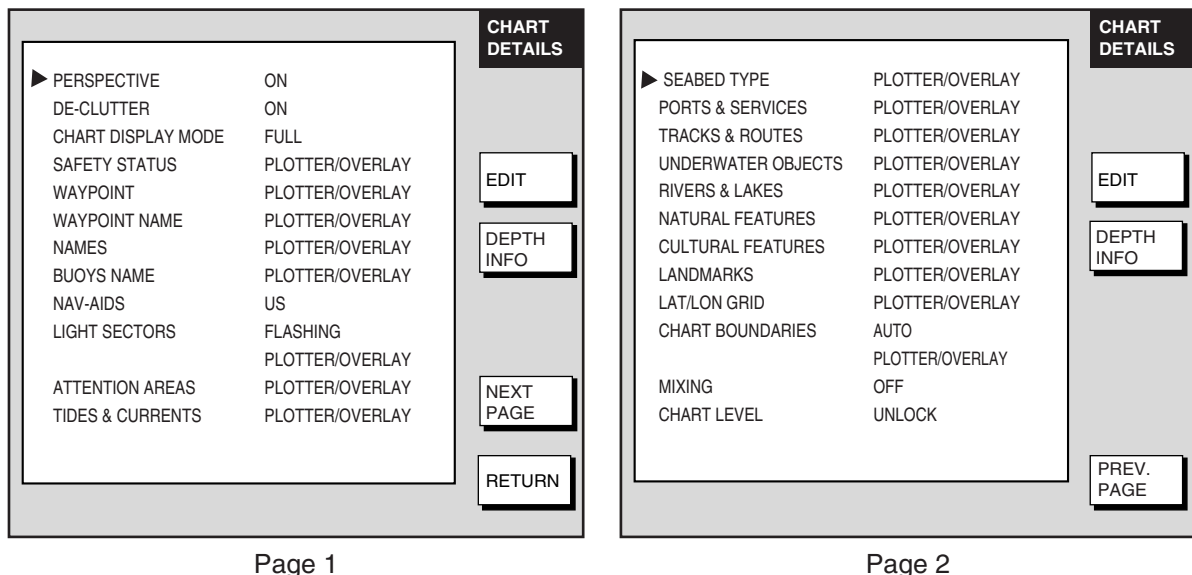 CHART
DETAILS
PERSPECTIVE ON
DE-CLUTTER ON
CHART DISPLAY MODE FULL
SAFETY STATUS PLOTTER/OVERLAY
WAYPOINT PLOTTER/OVERLAY
WAYPOINT NAME PLOTTER/OVERLAY
NAMES PLOTTER/OVERLAY
BUOYS NAME PLOTTER/OVERLAY
NAV-AIDS US
LIGHT SECTORS FLASHING
PLOTTER/OVERLAY
ATTENTION AREAS PLOTTER/OVERLAY
TIDES & CURRENTS PLOTTER/OVERLAY
EDIT
DEPTH
INFO
NEXT
PAGE
RETURN
Page 1
CHART
DETAILS
SEABED TYPE PLOTTER/OVERLAY
PORTS & SERVICES PLOTTER/OVERLAY
TRACKS & ROUTES PLOTTER/OVERLAY
UNDERWATER OBJECTS PLOTTER/OVERLAY
RIVERS & LAKES PLOTTER/OVERLAY
NATURAL FEATURES PLOTTER/OVERLAY
CULTURAL FEATURES PLOTTER/OVERLAY
LANDMARKS PLOTTER/OVERLAY
LAT/LON GRID PLOTTER/OVERLAY
CHART BOUNDARIES AUTO
PLOTTER/OVERLAY
MIXING OFF
CHART LEVEL UNLOCK
EDIT
DEPTH
INFO
PREV.
PAGE
Page 2